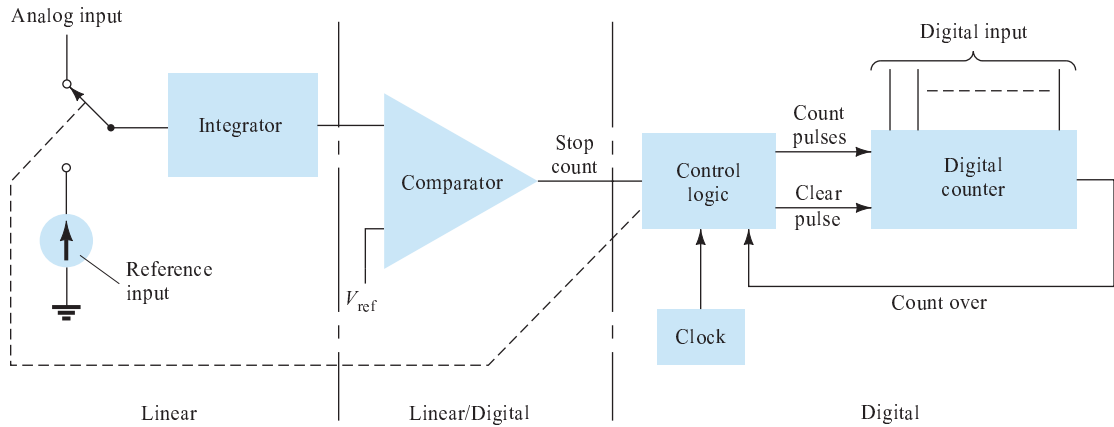 Analog input
Digital input
Integrator
Comparator
Stop
count
Control
logic
Count
pulses
Clear
pulse
Digital
counter
Reference
input
Vref
Count over
Clock
Linear
Linear/Digital
Digital